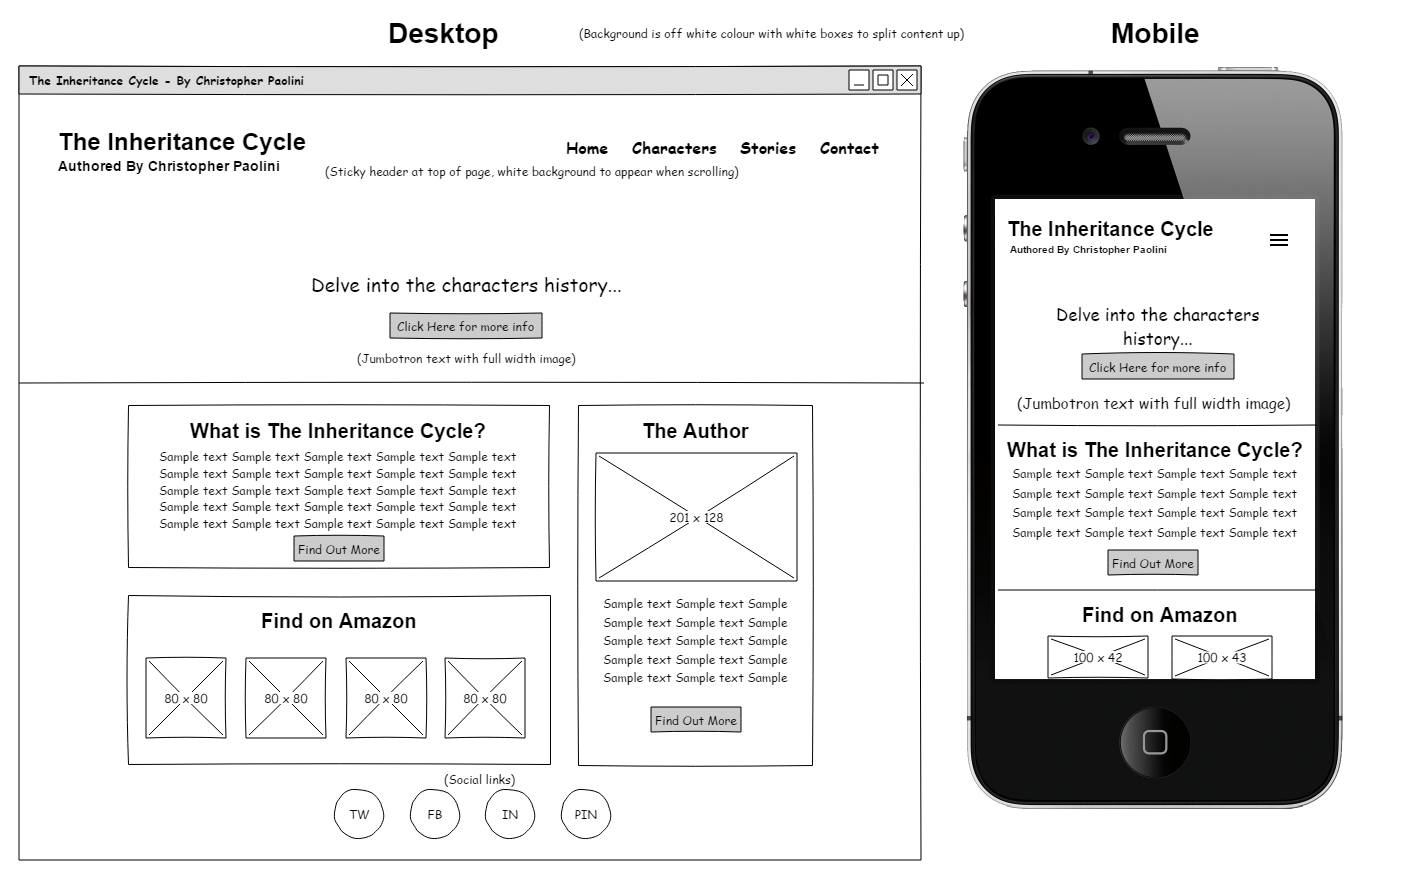 Desktop
(Background is off white colour with white boxes to split content up)
Mobile
The Inheritance Cycle - By Christopher Paolini
The Inheritance Cycle
Authored By Christopher Paolini
Home Characters Stories Contact
(Sticky header at top of page, white background to appear when scrolling)
Delve into the characters history...
Click Here for more info
(Jumbotron text with full width image)
What is The Inheritance Cycle?
Sample text Sample text Sample text Sample text Sample text
Sample text Sample text Sample text Sample text Sample text
Sample text Sample text Sample text Sample text Sample text
Sample text Sample text Sample text Sample text Sample text
Sample text Sample text Sample text Sample text Sample text
Find Out More
Find on Amazon
80 x 80
80 x 80
80 x 80
80 x 80
The Author
201 x 128
Sample text Sample text Sample
Sample text Sample text Sample
Sample text Sample text Sample
Sample text Sample text Sample
Sample text Sample text Sample
Find Out More
(Social links)
TW
FB
IN
PIN
The Inheritance Cycle
Authored By Christopher Paolini
Delve into the characters
history...
Click Here for more info
(Jumbotron text with full width image)
What is The Inheritance Cycle?
Sample text Sample text Sample text Sample text
Sample text Sample text Sample text Sample text
Sample text Sample text Sample text Sample text
Sample text Sample text Sample text Sample text
Find Out More
Find on Amazon
100 x 42
100 x 43